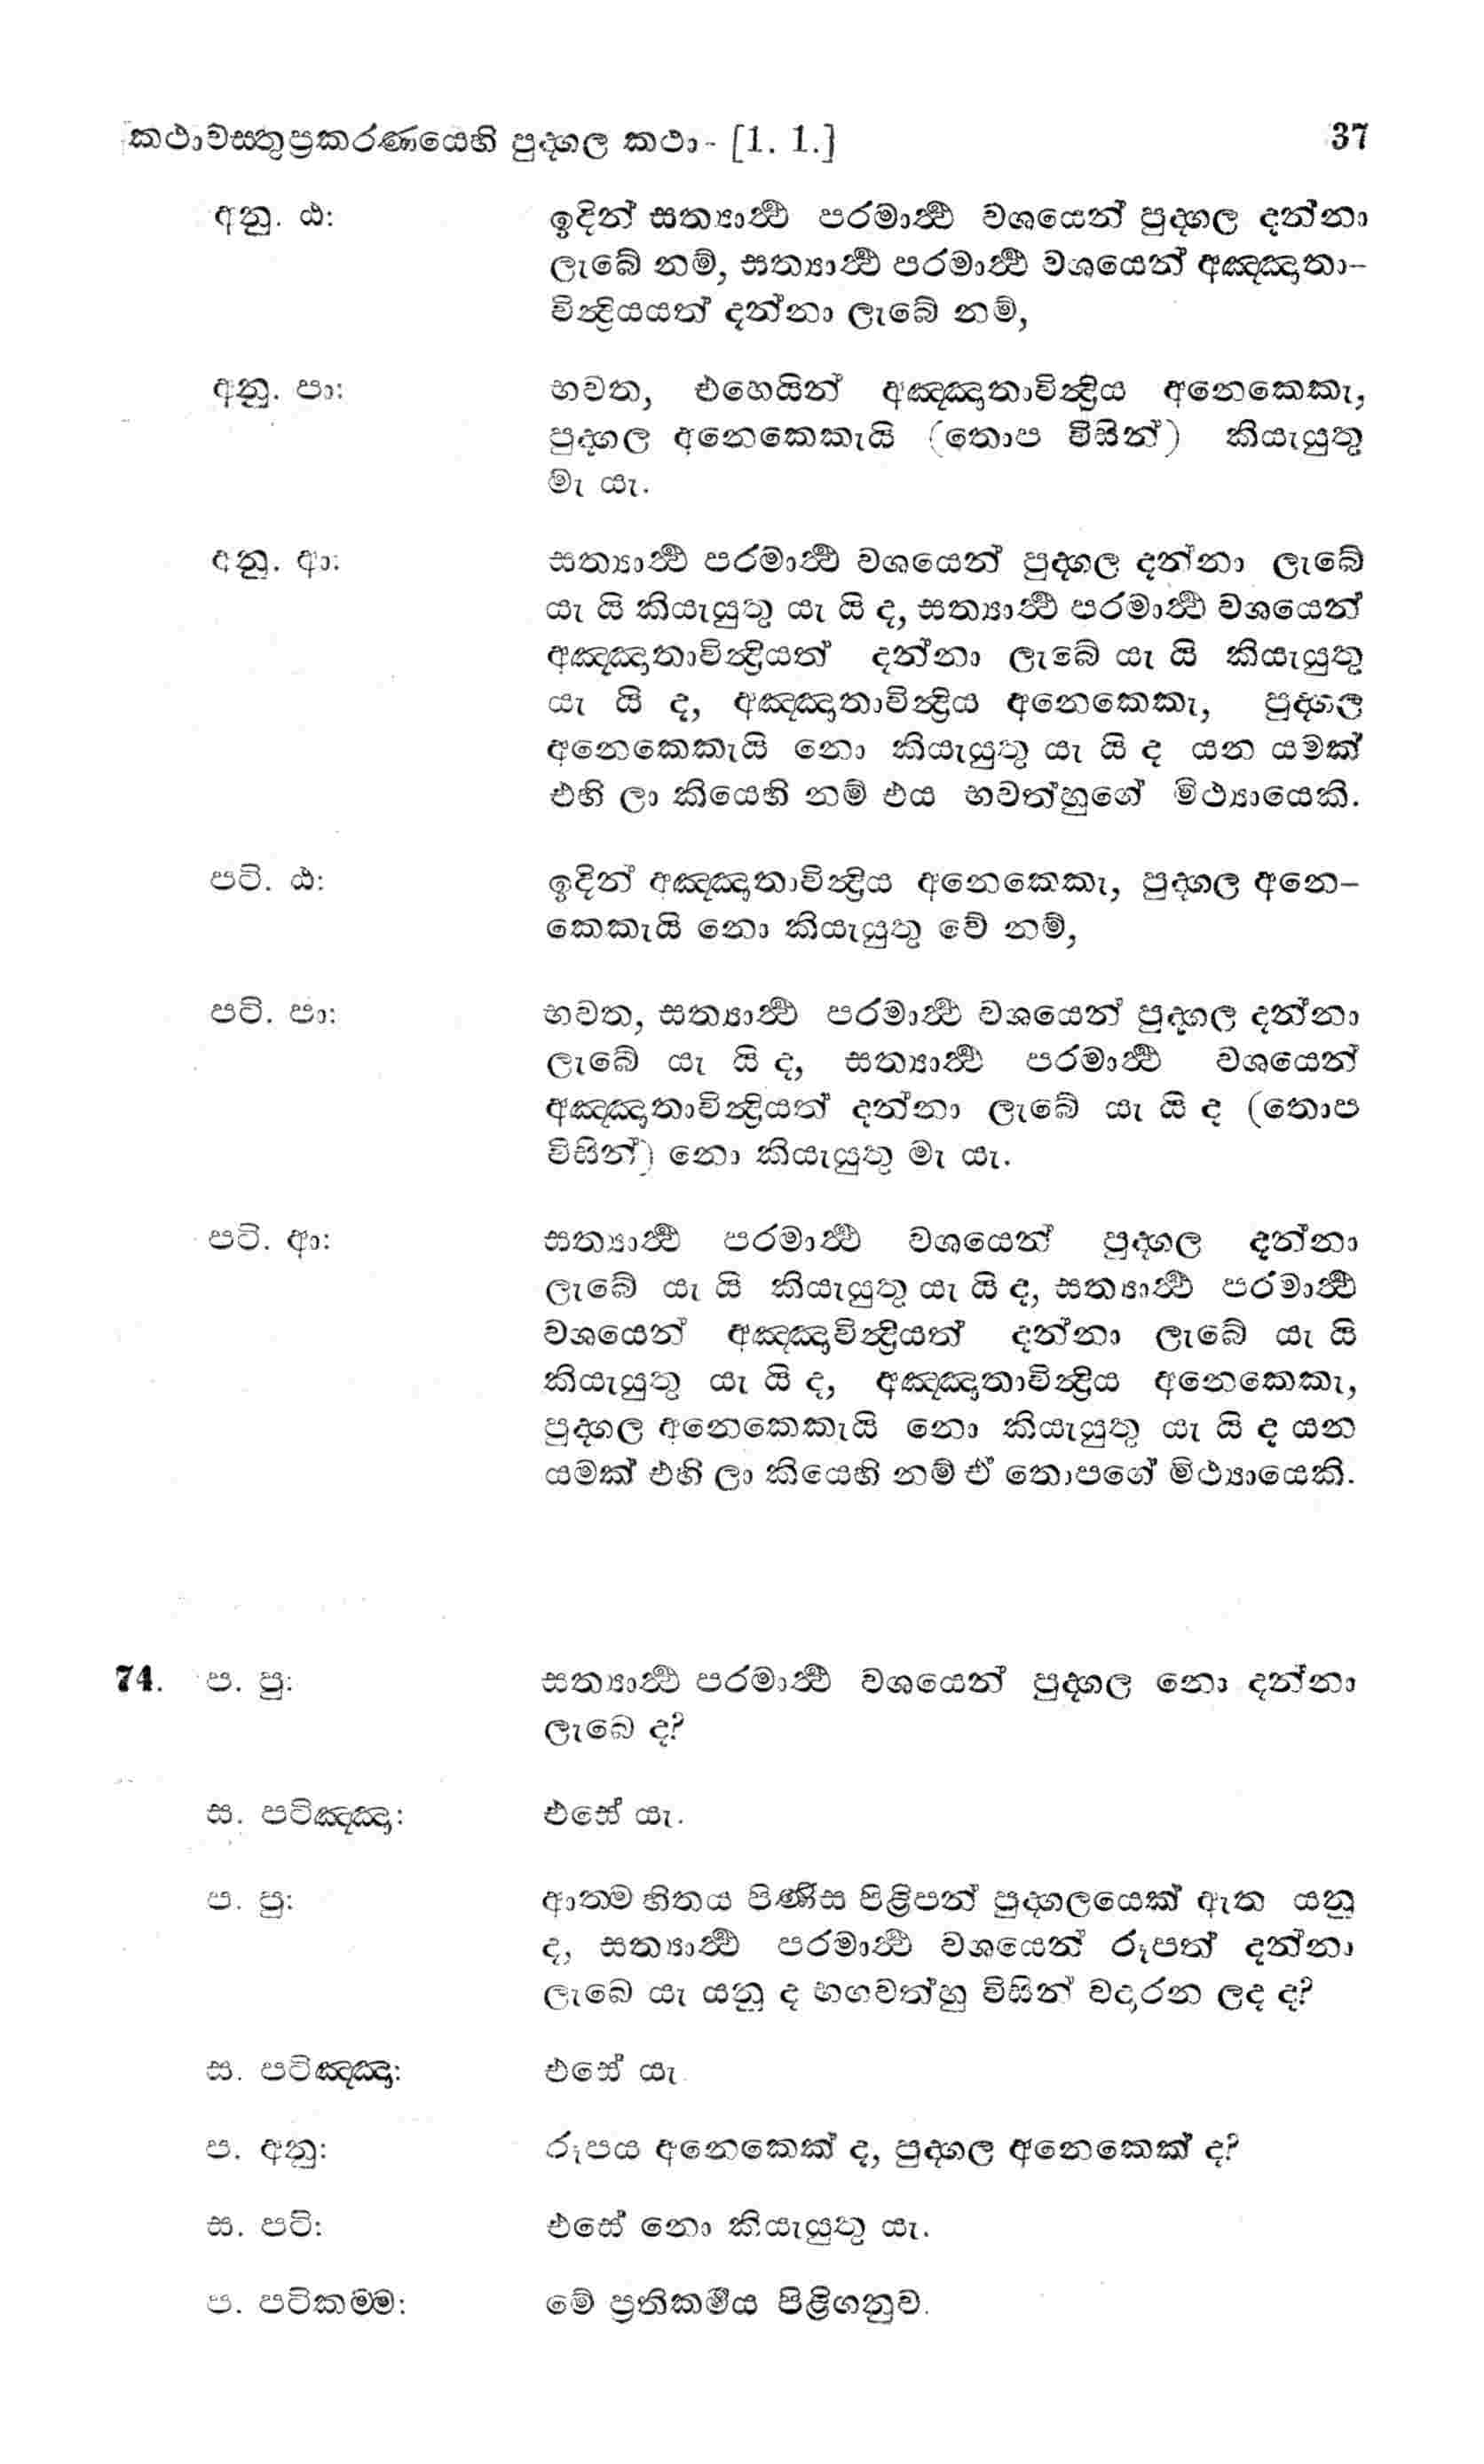 කථාවස්තුප්‍රකරණයෙහි පුද්ගල කථා - [1. 1.] 37
අනු. ඨ: ඉදින් සත්‍යාර්‍ථ පරමාර්‍ථ වශයෙන් පුද්ගල දන්නා
ලැබේ නම්, සත්‍යාර්‍ථ පරමාර්‍ථ වශයෙන් අඤ්ඤාතා-
වින්‍ද්‍රියයත් දන්නා ලැබේ නම්,
අනු. පා: භවත, එහෙයින් අඤ්ඤාතාවින්‍ද්‍රිය අනෙකෙකැ,
පුද්ගල අනෙකෙකැයි (තොප විසින්) කියැයුතු
මැ යැ.
අනු. ආ: සත්‍යාර්‍ථ පරමාර්‍ථ වශයෙන් පුද්ගල දන්නා ලැබේ
යැ යි කියැයුතු යැ යි ද, සත්‍යාර්‍ථ පරමාර්‍ථ වශයෙන්
අඤ්ඤාතාවින්‍ද්‍රියත් දන්නා ලැබේ යැ යි කියැයුතු
යැ යි ද, අඤ්ඤාතාවින්‍ද්‍රිය අනෙකෙකැ, පුද්ගල
අනෙකෙකැයි නො කියැයුතු යැ යි ද යන යමක්
එහි ලා කියෙහි නම් එය භවත්හුගේ මිථ්‍යායෙකි.
පටි. ඨ: ඉදින් අඤ්ඤාතාවින්‍ද්‍රිය අනෙකෙකැ, පුද්ගල අනෙ-
කෙකැයි නො කියැයුතු වේ නම්,
පටි. පා: භවත, සත්‍යාර්‍ථ පරමාර්‍ථ වශයෙන් පුද්ගල දන්නා
ලැබේ යැ යි ද, සත්‍යාර්‍ථ පරමාර්‍ථ වශයෙන්
අඤ්ඤාතාවින්‍ද්‍රියත් දන්නා ලැබේ යැ යි ද (තොප
විසින්) නො කියැයුතු මැ යැ.
පටි. ආ: සත්‍යාර්‍ථ පරමාර්‍ථ වශයෙන් පුද්ගල දන්නා
ලැබේ යැ යි කියැයුතු යැ යි ද, සත්‍යාර්‍ථ පරමාර්‍ථ
වශයෙන් අඤ්ඤාවින්‍ද්‍රියත් දන්නා ලැබේ යැ යි
කියැයුතු යැ යි ද, අඤ්ඤාතාවින්‍ද්‍රිය අනෙකෙකැ,
පුද්ගල අනෙකෙකැයි නො කියැයුතු යැ යි ද යන
යමක් එහි ලා කියෙහි නම් ඒ තොපගේ මිථ්‍යායෙකි.
74. ප. පු: සත්‍යාර්‍ථ පරමාර්‍ථ වශයෙන් පුද්ගල නො දන්නා
ලැබෙ ද?
ස. පටිඤ්ඤා: එසේ යැ.
ප. පු: ආත්‍ම හිතය පිණිස පිළිපන් පුද්ගලයෙක් ඇත යනු
ද, සත්‍යාර්‍ථ පරමාර්‍ථ වශයෙන් රූපත් දන්නා
ලැබෙ යැ යනු ද භගවත්හු විසින් වදාරන ලද ද?
ස. පටිඤ්ඤා: එසේ යැ.
ප. අනු: රූපය අනෙකෙක් ද, පුද්ගල අනෙකෙක් ද?
ස. පටි: එසේ නො කියැයුතු යැ.
ප. පටිකම්ම: මේ ප්‍රතිකර්‍මය පිළිගනුව.